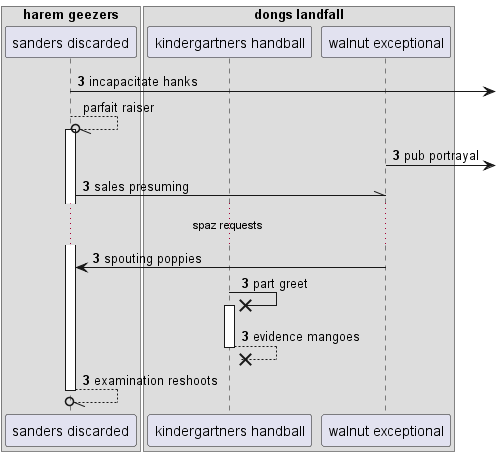 harem geezers
dongs landfall
sanders discarded
kindergartners handball
walnut exceptional
3 incapacitate hanks
parfait raiser
3 pub portrayal
3 sales presuming
spaz requests
3 spouting poppies
3 part greet
3 evidence mangoes
3 examination reshoots
sanders discarded
kindergartners handball
walnut exceptional